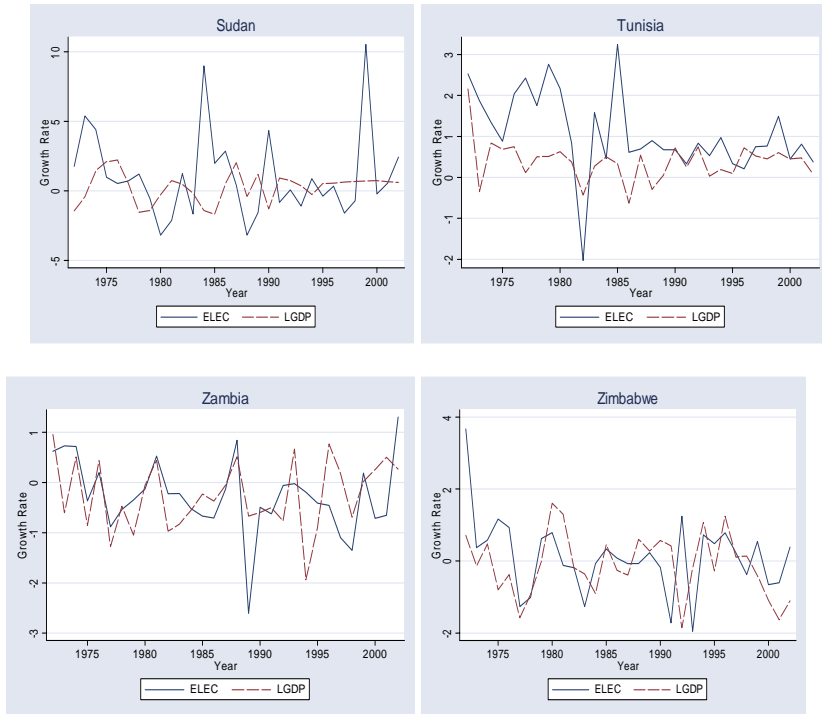 Sudan
Growth Rate
10
5
0
-5
1975 1980 1985 1990 1995 2000
Year
ELEC LGDP
Tunisia
Growth Rate
3
2
1
0
-1
-2
1975 1980 1985 1990 1995 2000
Year
ELEC LGDP
Zambia
Growth Rate
1
0
-1
-2
-3
1975 1980 1985 1990 1995 2000
Year
ELEC LGDP
Zimbabwe
Growth Rate
4
2
0
-2
1975 1980 1985 1990 1995 2000
Year
ELEC LGDP